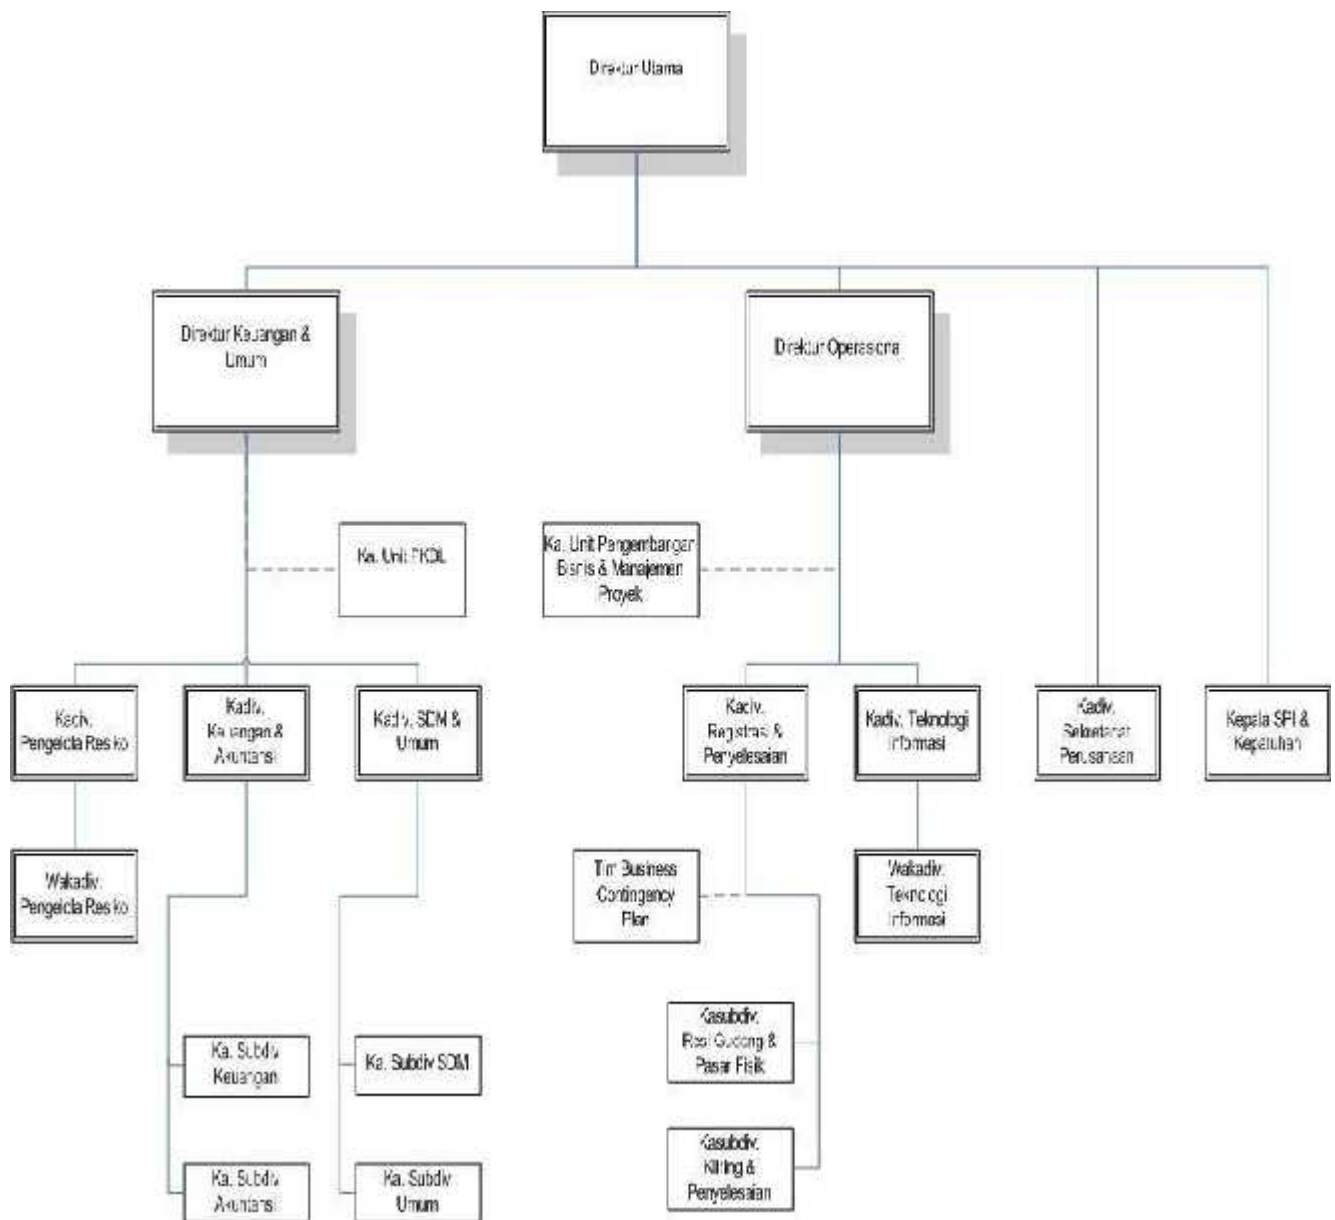 Direktur Utama
Direktur Keuangan &
Umum
Direktur Operasional
Ka. Unit PKBL
Ka. Unit Pengembangan
Bisnis & Manajemen
Proyek
Kadiv.
Pengelola Resiko
Kadiv.
Keuangan &
Akuntansi
Kadiv. SDM &
Umum
Kadiv.
Registrasi &
Penyelesaian
Kadiv. Teknologi
Informasi
Kadiv.
Sekretariat
Perusahaan
Kepala SPI &
Kepatuhan
Wakadiv.
Pengelola Resiko
Tim Business
Contingency
Plan
Wakadiv.
Teknologi
Informasi
Kasubdiv.
Resi Gudang &
Pasar Fisik
Ka. Subdiv
Keuangan
Ka. Subdiv SDM
Kasubdiv.
Kliring &
Penyelesaian
Ka. Subdiv
Akuntansi
Ka. Subdiv
Umum